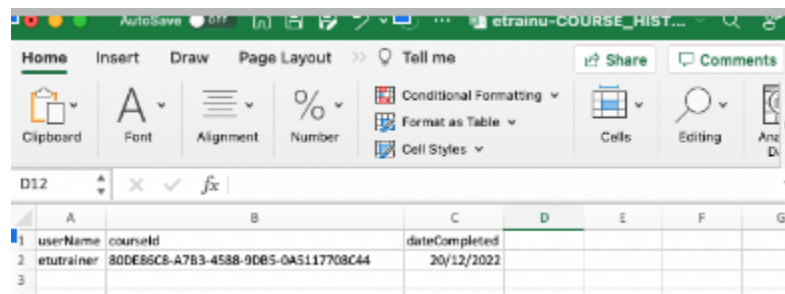 AutoSave OFF ... etrainu-COURSE_HIST...
Home Insert Draw Page Layout >> Tell me Share Comments
Conditional Formatting
Format as Table
Cell Styles
Clipboard Font Alignment Number Cells Editing
D12 fx
A B C D E F G
1 userName courseId dateCompleted
2 etutrainer 80DE86C8-A7B3-4588-9DB5-0A5117708C44 20/12/2022
3